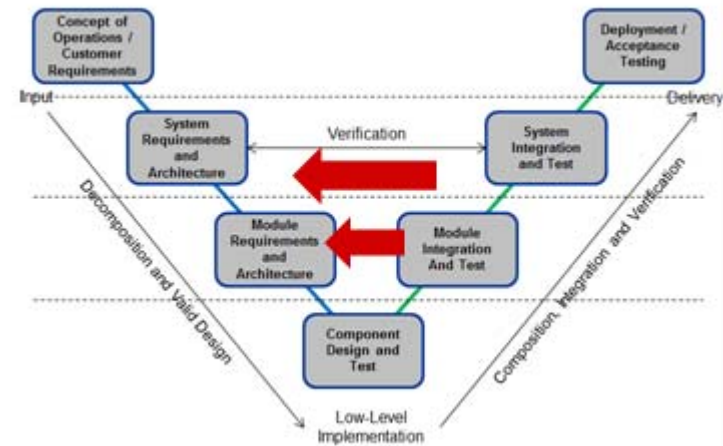 Concept of
Operations /
Customer
Requirements
Deployment /
Acceptance
Testing
Input
Delivery
System
Requirements
and
Architecture
Verification
System
Integration
and Test
Module
Requirements
and
Architecture
Module
Integration
And Test
Decomposition and Valid Design
Composition, Integration and Verification
Component
Design and
Test
Low-Level
Implementation